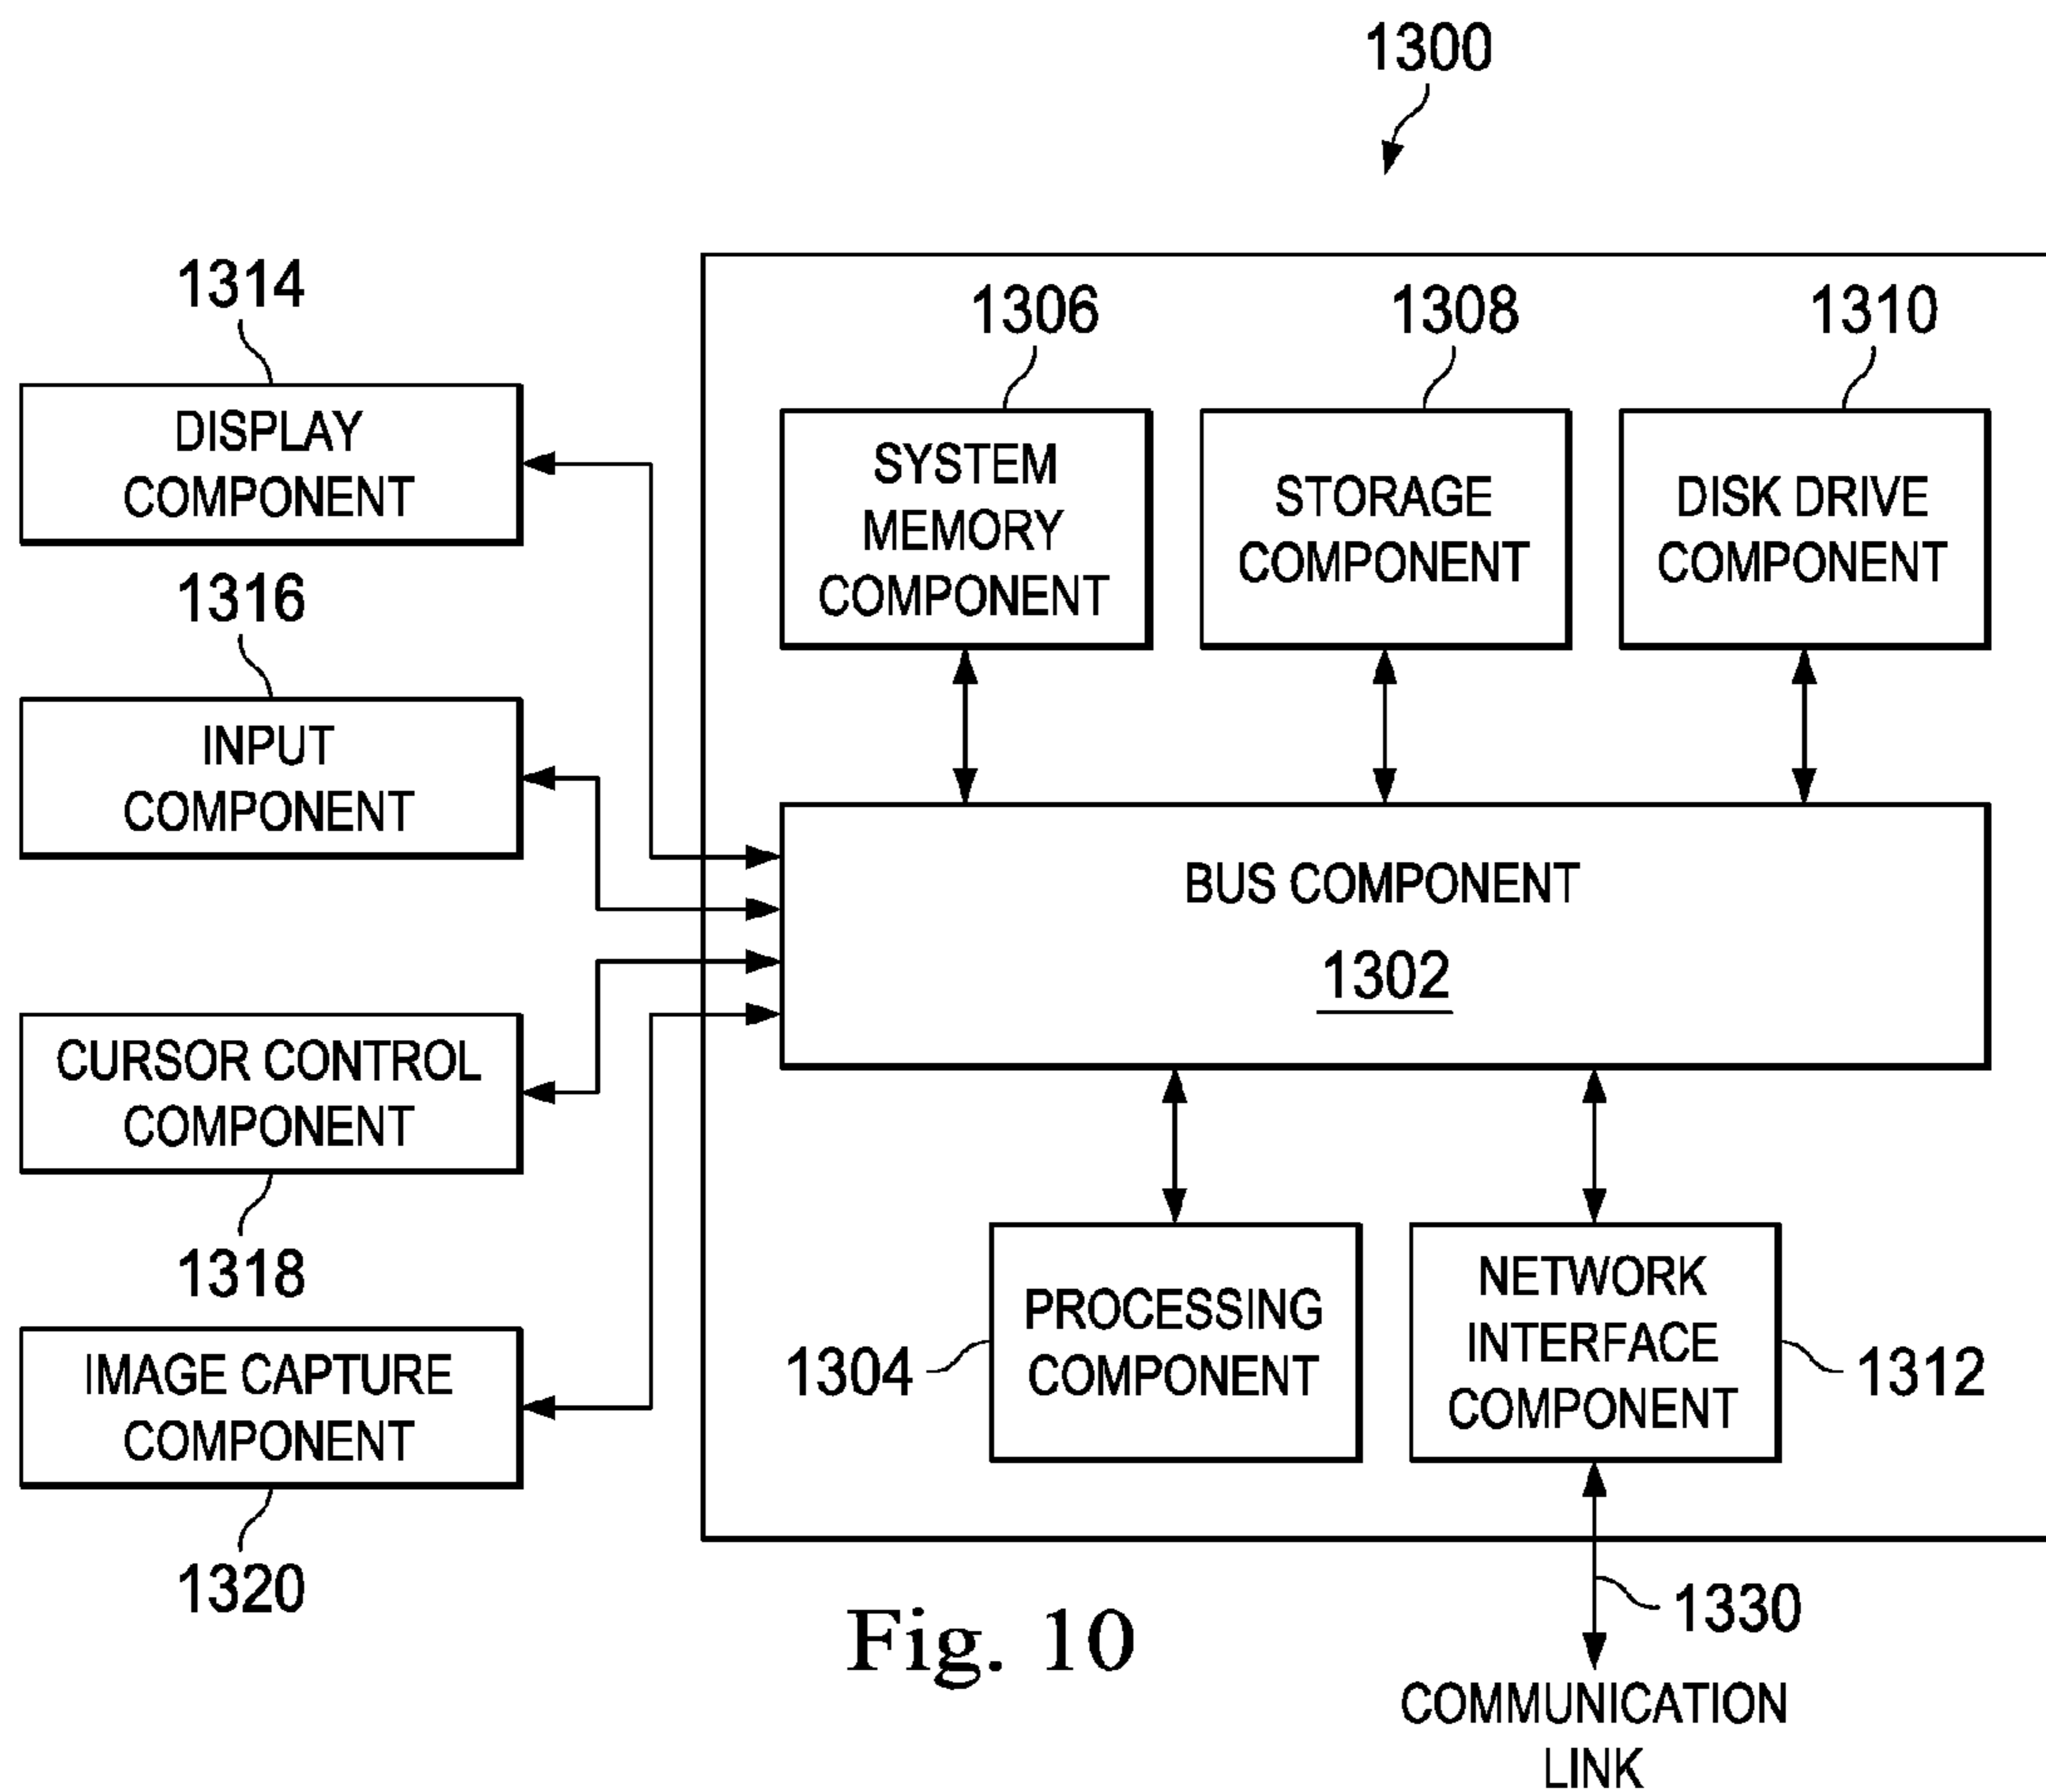 1300
1314
DISPLAY
COMPONENT
1316
INPUT
COMPONENT
CURSOR CONTROL
COMPONENT
1318
IMAGE CAPTURE
COMPONENT
1320
1306
SYSTEM
MEMORY
COMPONENT
1308
STORAGE
COMPONENT
1310
DISK DRIVE
COMPONENT
BUS COMPONENT
1302
1304
PROCESSING
COMPONENT
NETWORK
INTERFACE
COMPONENT
1312
1330
COMMUNICATION
LINK
Fig. 10